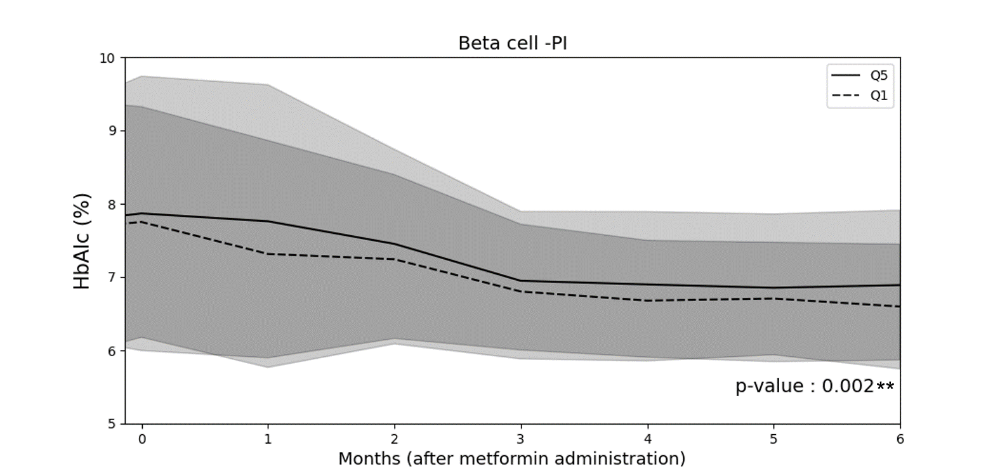 Beta cell -PI
Q5
Q1
HbAlc (%)
10
9
8
7
6
5
p-value : 0.002**
0 1 2 3 4 5 6
Months (after metformin administration)